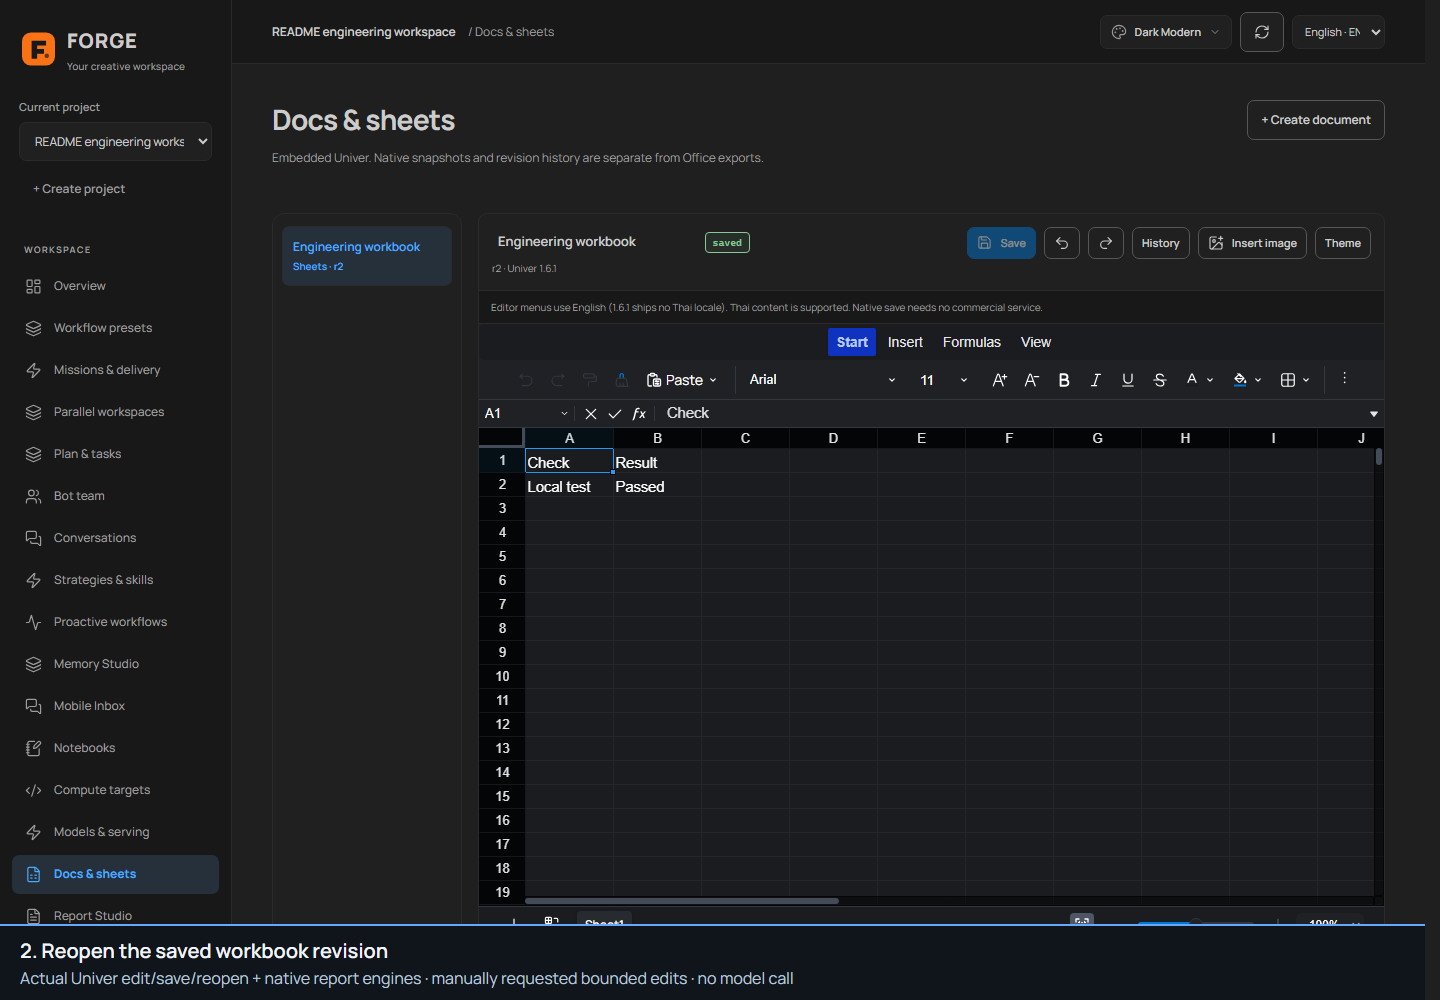 FORGE
Your creative workspace
Current project
README engineering works
+ Create project
WORKSPACE
Overview
Workflow presets
Missions & delivery
Parallel workspaces
Plan & tasks
Bot team
Conversations
Strategies & skills
Proactive workflows
Memory Studio
Mobile Inbox
Notebooks
Compute targets
Models & serving
Docs & sheets
Report Studio
README engineering workspace / Docs & sheets
Dark Modern
English · EN
Docs & sheets
+ Create document
Embedded Univer. Native snapshots and revision history are separate from Office exports.
Engineering workbook
Sheets · r2
Engineering workbook
saved
Save
History
Insert image
Theme
r2 · Univer 1.6.1
Editor menus use English (1.6.1 ships no Thai locale). Thai content is supported. Native save needs no commercial service.
Start Insert Formulas View
Paste Arial 11 B I U S A
A1 fx Check
A B C D E F G H I J
1 Check Result
2 Local test Passed
3
4
5
6
7
8
9
10
11
12
13
14
15
16
17
18
19
Sheet1 100%
2. Reopen the saved workbook revision
Actual Univer edit/save/reopen + native report engines · manually requested bounded edits · no model call